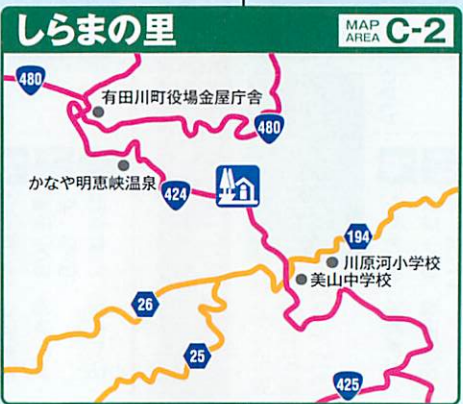 しらまの里
MAP
AREA C-2
480
有田川町役場金屋庁舎
480
かなや明恵峡温泉
424
194
川原河小学校
美山中学校
26
25
425